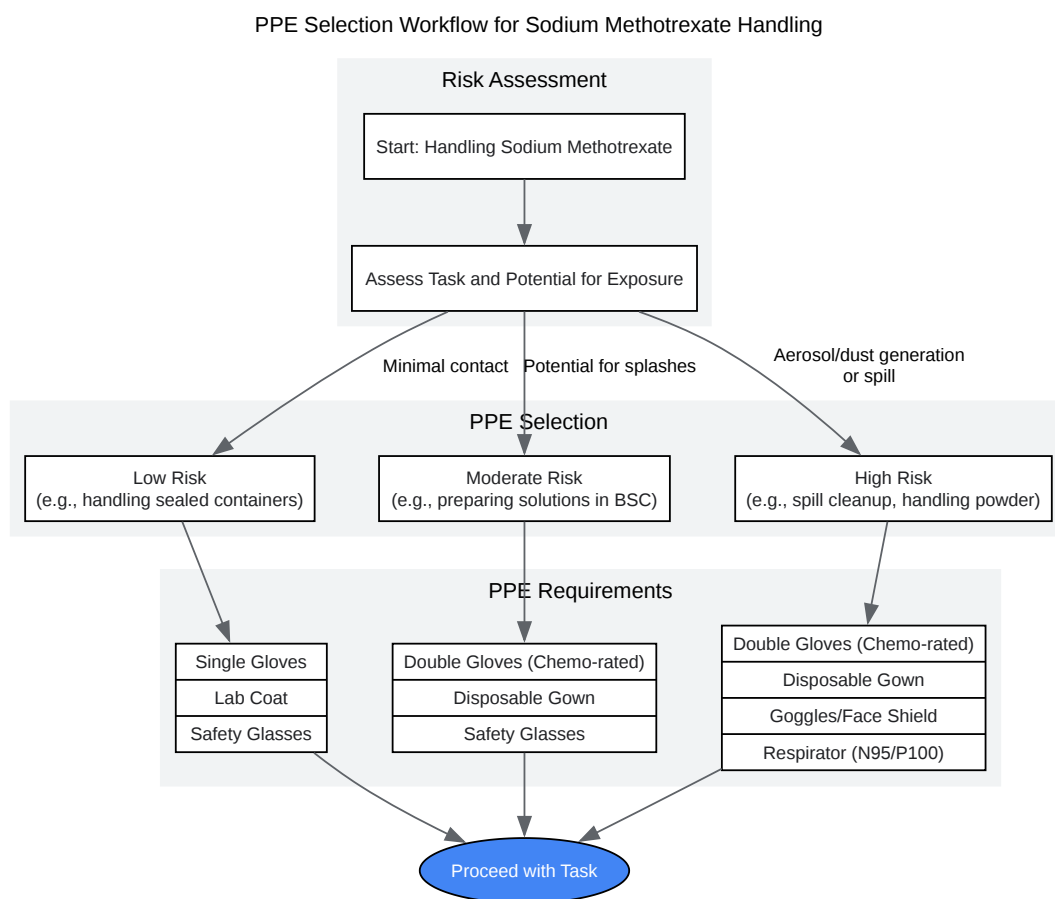 PPE Selection Workflow for Sodium Methotrexate Handling
Risk Assessment
Start: Handling Sodium Methotrexate
Assess Task and Potential for Exposure
Minimal contact
Potential for splashes
Aerosol/dust generation
or spill
PPE Selection
Low Risk
(e.g., handling sealed containers)
Moderate Risk
(e.g., preparing solutions in BSC)
High Risk
(e.g., spill cleanup, handling powder)
PPE Requirements
Single Gloves
Lab Coat
Safety Glasses
Double Gloves (Chemo-rated)
Disposable Gown
Safety Glasses
Double Gloves (Chemo-rated)
Disposable Gown
Goggles/Face Shield
Respirator (N95/P100)
Proceed with Task